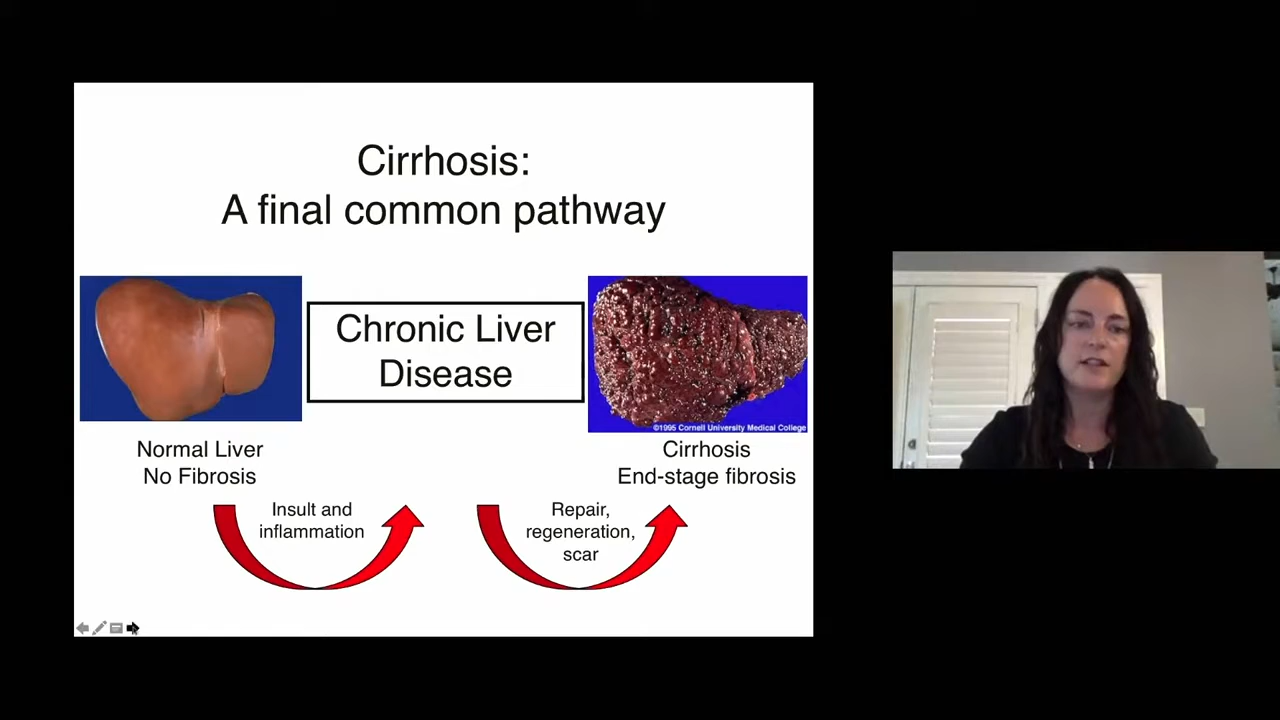 Cirrhosis:
A final common pathway
Chronic Liver
Disease
©1995 Cornell University Medical College
Normal Liver
No Fibrosis
Cirrhosis
End-stage fibrosis
Insult and
inflammation
Repair,
regeneration,
scar